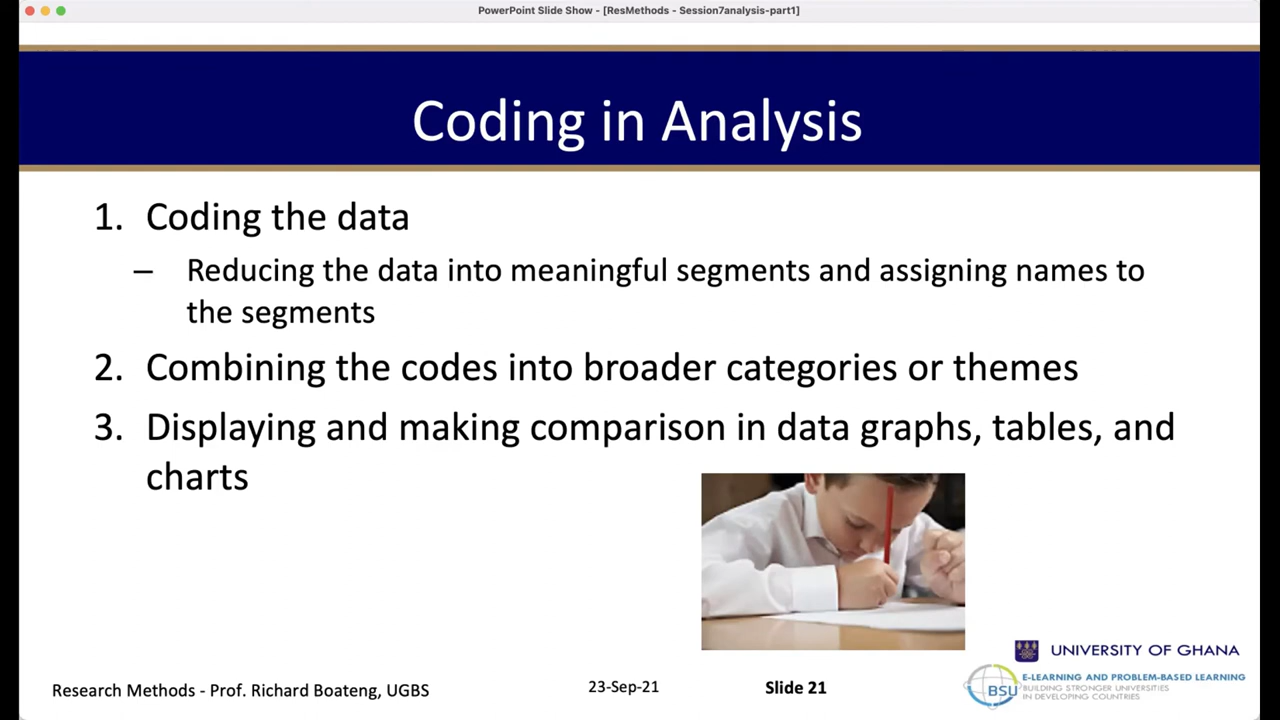 PowerPoint Slide Show - [ResMethods - Session7analysis-part1]
Coding in Analysis
1. Coding the data
– Reducing the data into meaningful segments and assigning names to
the segments
2. Combining the codes into broader categories or themes
3. Displaying and making comparison in data graphs, tables, and
charts
UNIVERSITY OF GHANA
BSU
E-LEARNING AND PROBLEM-BASED LEARNING
BUILDING STRONGER UNIVERSITIES
IN DEVELOPING COUNTRIES
Research Methods - Prof. Richard Boateng, UGBS
23-Sep-21
Slide 21